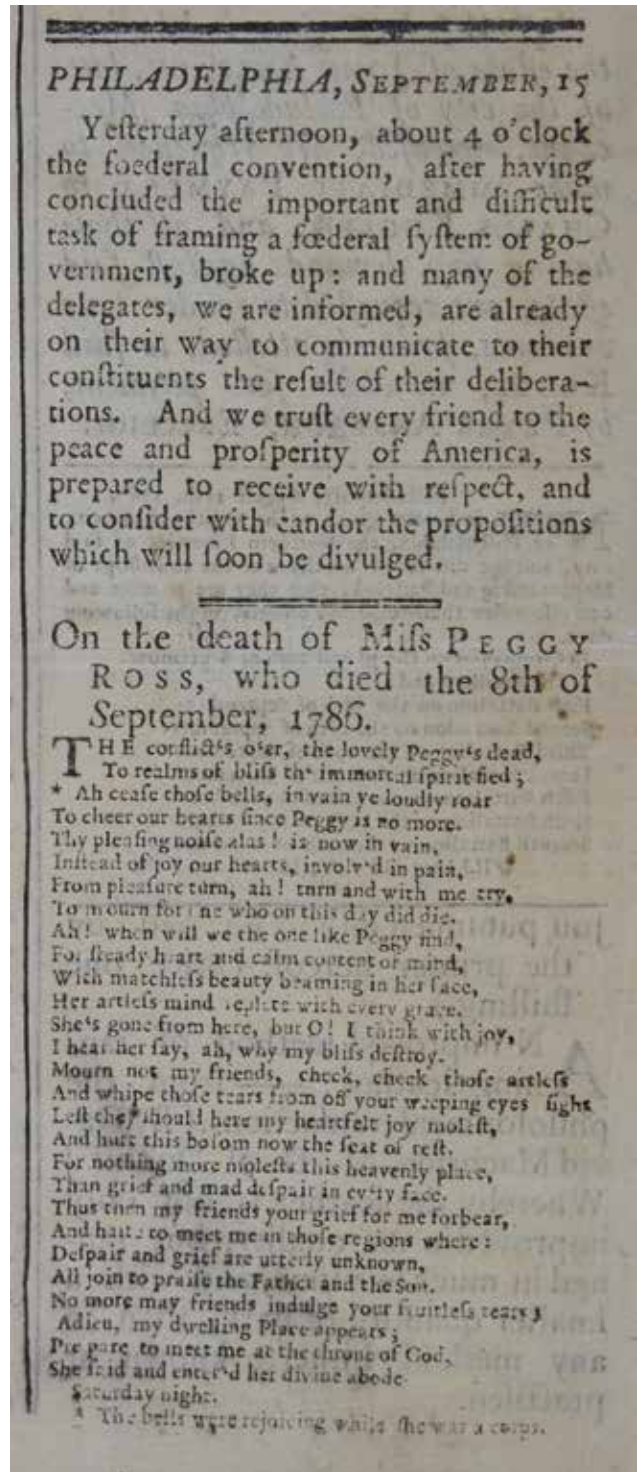 PHILADELPHIA, SEPTEMBER, 15
Yeſterday afternoon, about 4 o'clock
the fœderal convention, after having
concluded the important and difficult
task of framing a fœderal ſyſtem of go-
vernment, broke up: and many of the
delegates, we are informed, are already
on their way to communicate to their
conſtituents the reſult of their delibera-
tions. And we truſt every friend to the
peace and proſperity of America, is
prepared to receive with reſpect, and
to conſider with candor the propoſitions
which will ſoon be divulged.
On the death of Miſs PEGGY
ROSS, who died the 8th of
September, 1786.
THE conflict's o'er, the lovely Peggy's dead,
To realms of bliſs th' immortal ſpirit fled;
* Ah ceaſe thoſe bells, in vain ye loudly roar
To cheer our hearts ſince Peggy is no more.
Thy pleaſing noiſe alas! is now in vain,
Inſtead of joy our hearts, involv'd in pain,
From pleaſure turn, ah! turn and with me cry,
To mourn for one who on this day did die.
Ah! when will we the one like Peggy find,
For ſteady heart and calm content of mind,
With matchleſs beauty beaming in her face,
Her artleſs mind replete with every grace.
She's gone from here, but O! I think with joy,
I hear her ſay, ah, why my bliſs deſtroy.
Mourn not my friends, check, check thoſe artleſs
And whipe thoſe tears from off your weeping eyes ſighs
Leſt they ſhould here my heartfelt joy moleſt,
And hurt this boſom now the ſeat of reſt.
For nothing more moleſts this heavenly place,
Than grief and mad deſpair in ev'ry face.
Thus turn my friends your grief for me forbear,
And haſte to meet me in thoſe regions where:
Deſpair and grief are utterly unknown,
All join to praiſe the Father and the Son.
No more may friends indulge your fruitleſs tears;
Adieu, my dwelling Place appears;
Prepare to meet me at the throne of God,
She ſaid and enter'd her divine abode
Saturday night.
* The bells were rejoicing while ſhe was a corps.